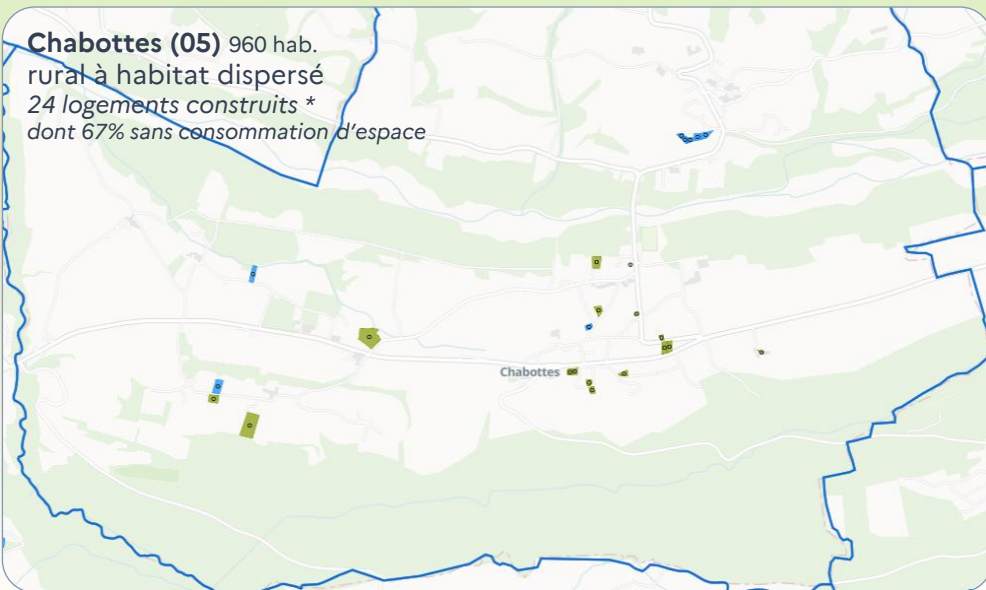 Chabottes (05) 960 hab.
rural à habitat dispersé
24 logements construits *
dont 67% sans consommation d'espace
Chabottes